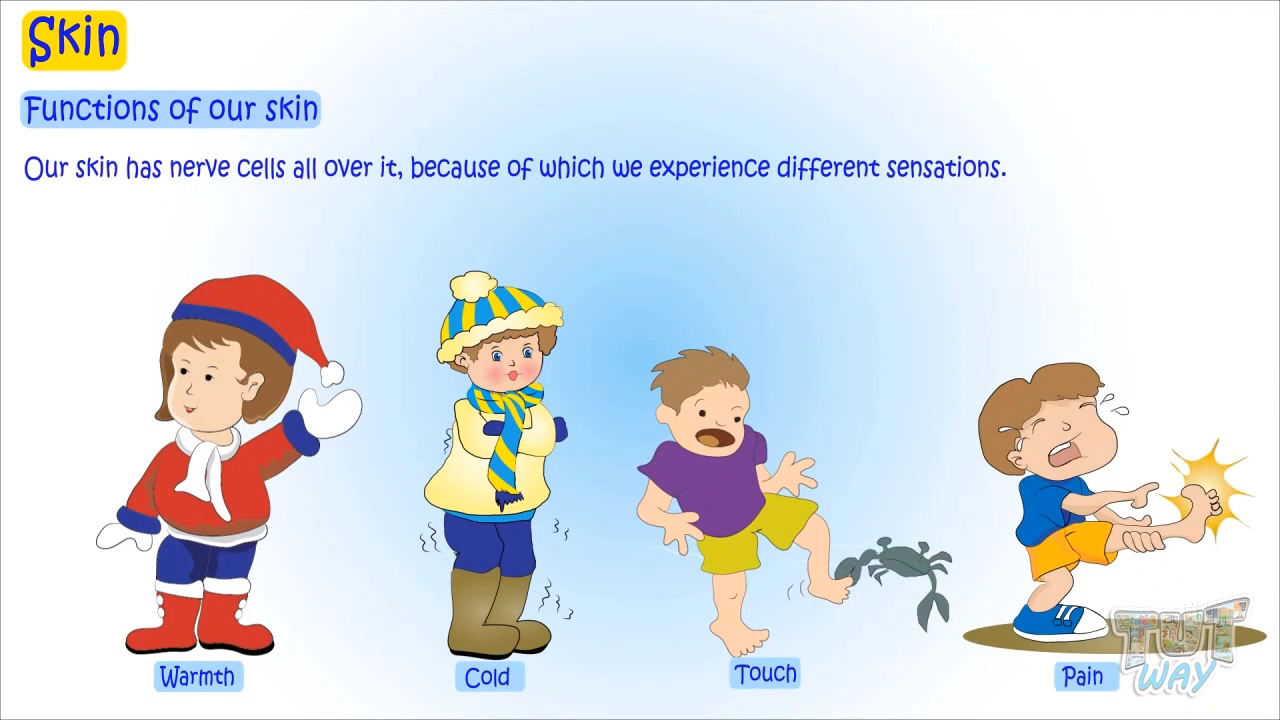 Skin
Functions of our skin
Our skin has nerve cells all over it, because of which we experience different sensations.
Warmth
Cold
Touch
Pain
TUT
WAY